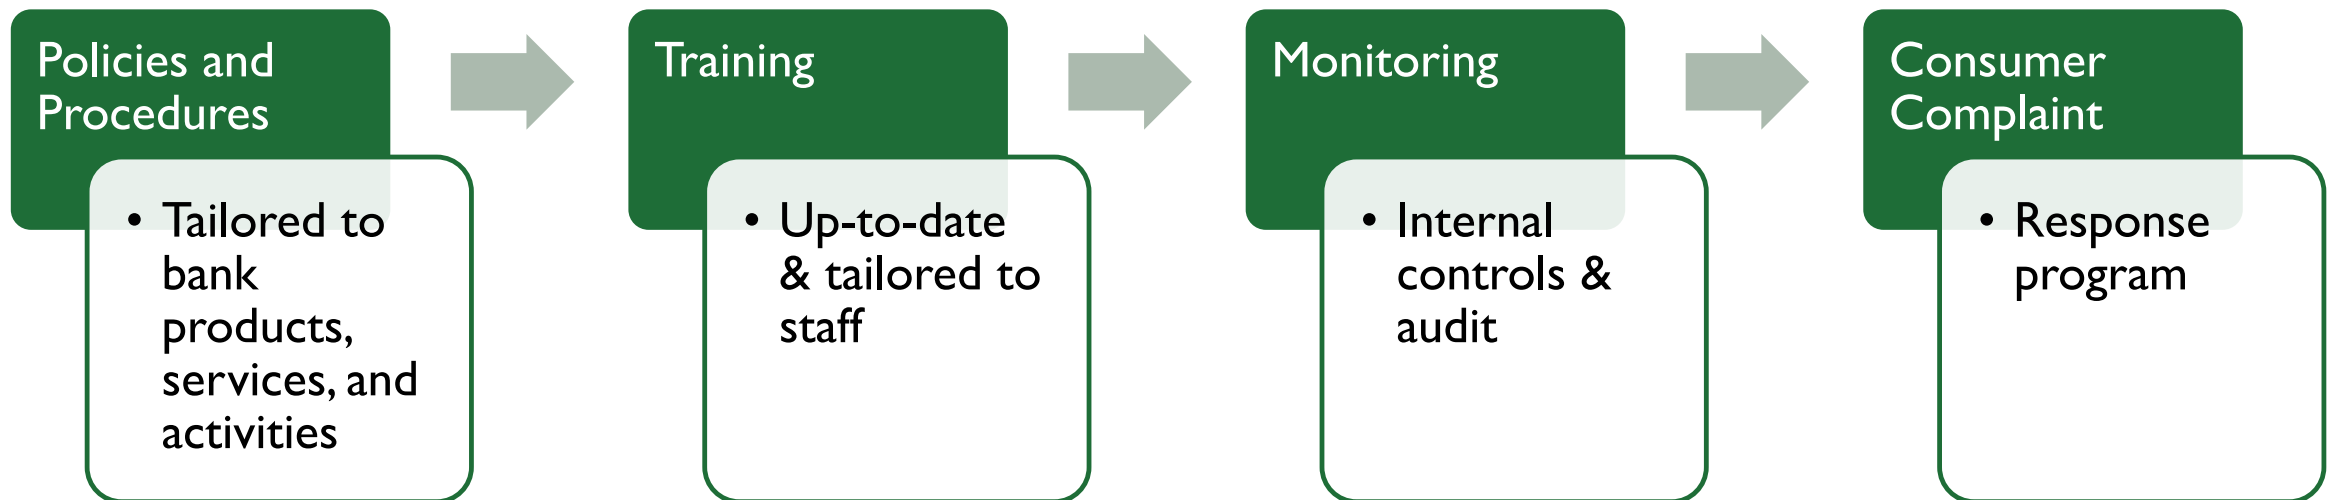 Policies and
Procedures
• Tailored to
bank
products,
services, and
activities
Training
• Up-to-date
& tailored to
staff
Monitoring
• Internal
controls &
audit
Consumer
Complaint
• Response
program